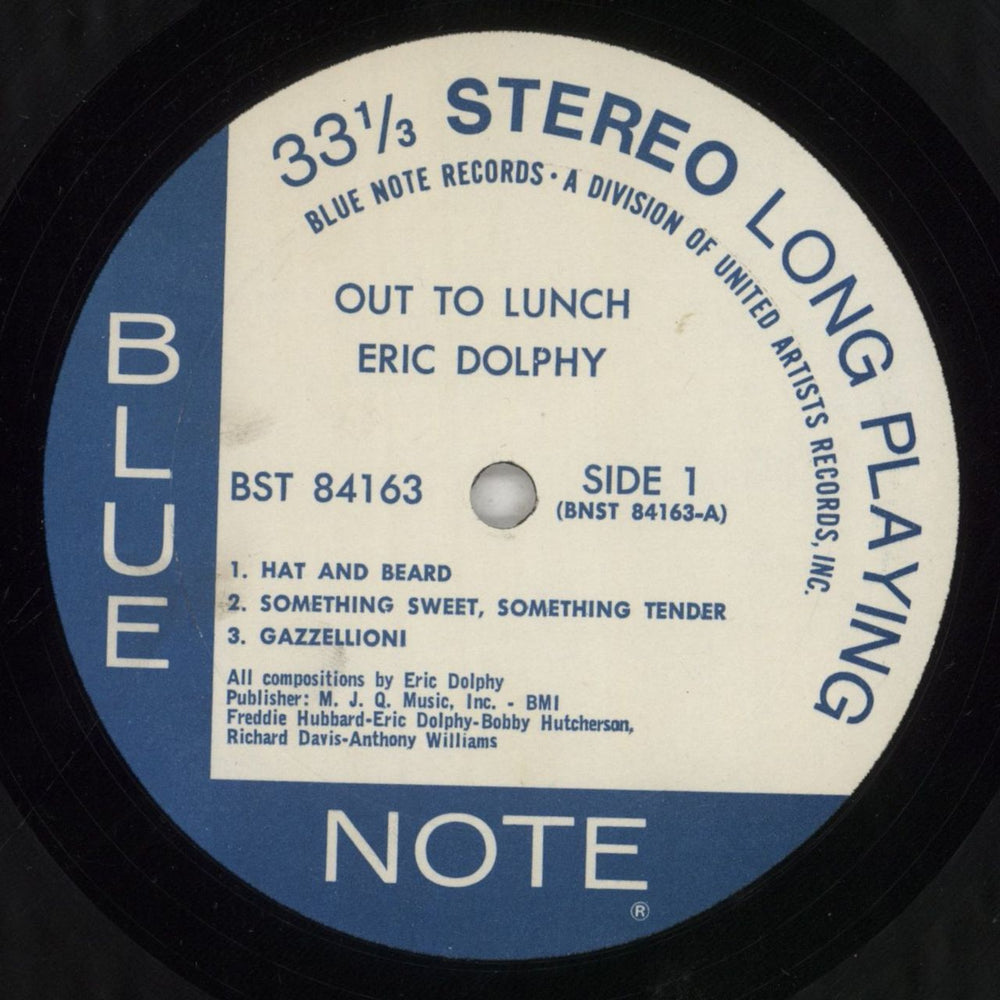 33⅓ STEREO LONG PLAYING
BLUE NOTE RECORDS • A DIVISION OF UNITED ARTISTS RECORDS, INC.
OUT TO LUNCH
ERIC DOLPHY
BST 84163
SIDE 1
(BNST 84163-A)
1. HAT AND BEARD
2. SOMETHING SWEET, SOMETHING TENDER
3. GAZZELLIONI
All compositions by Eric Dolphy
Publisher: M. J. Q. Music, Inc. - BMI
Freddie Hubbard-Eric Dolphy-Bobby Hutcherson,
Richard Davis-Anthony Williams
BLUE
NOTE
®